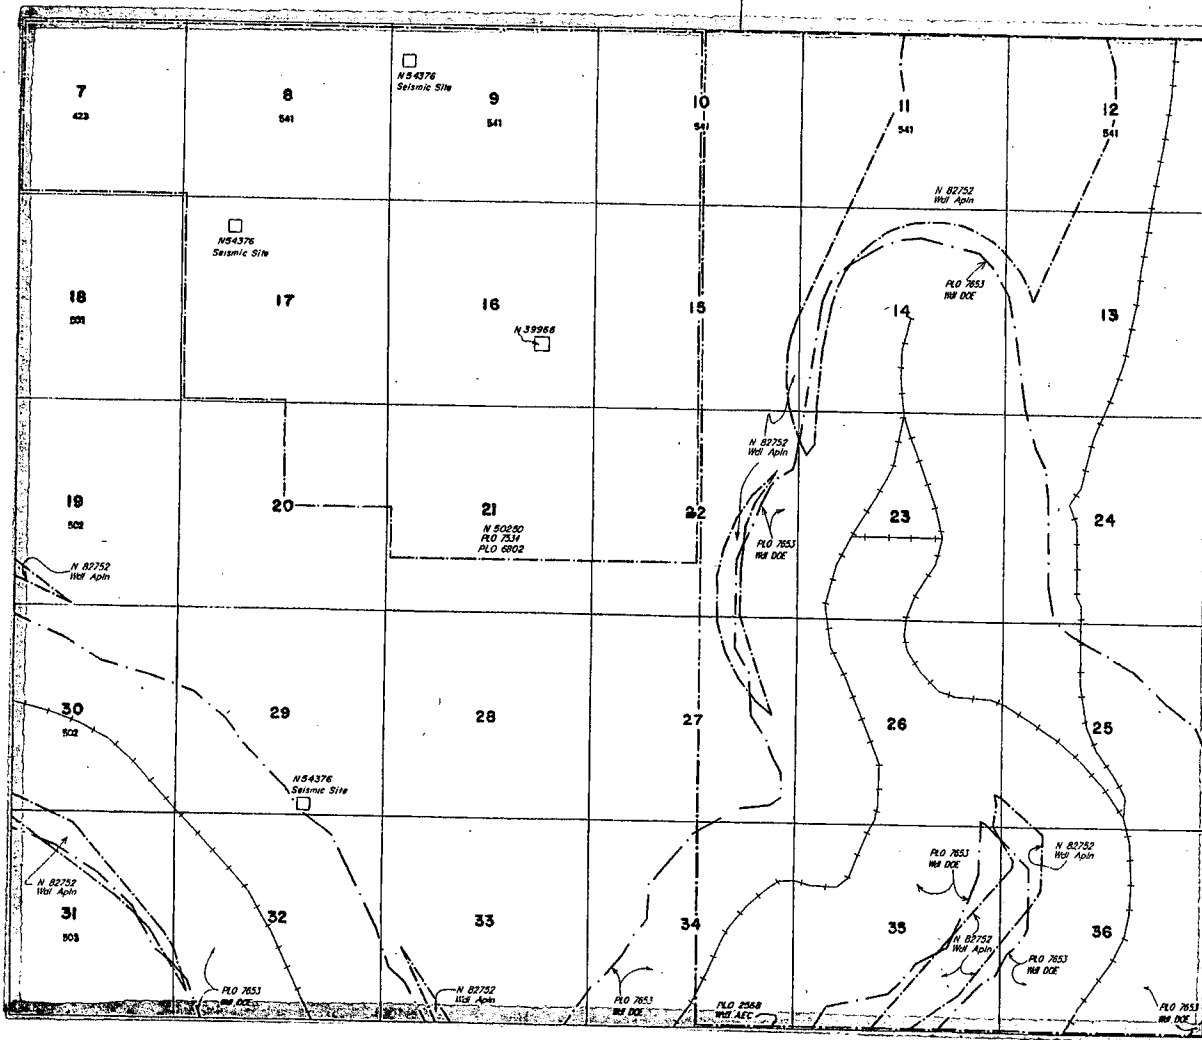 N 54376
Seismic Site
7
423
8
541
9
541
10
541
11
541
12
541
N 82752
Wdl Apln
N54376
Seismic Site
18
17
16
15
14
13
PLO 7653
Wdl DOE
N 39966
N 82752
Wdl Apln
19
502
20
21
N 50250
PLO 7531
PLO 6802
22
23
24
PLO 7653
Wdl DOE
N 82752
Wdl Apln
30
502
29
28
27
26
25
N54376
Seismic Site
N 82752
Wdl Apln
31
503
32
33
34
35
36
PLO 7653
Wdl DOE
N 82752
Wdl Apln
N 82752
Wdl Apln
PLO 7653
Wdl DOE
PLO 7653
Wdl DOE
N 82752
Wdl Apln
PLO 7653
Wdl DOE
PLO 2568
Wdl AEC
PLO 7653
Wdl DOE